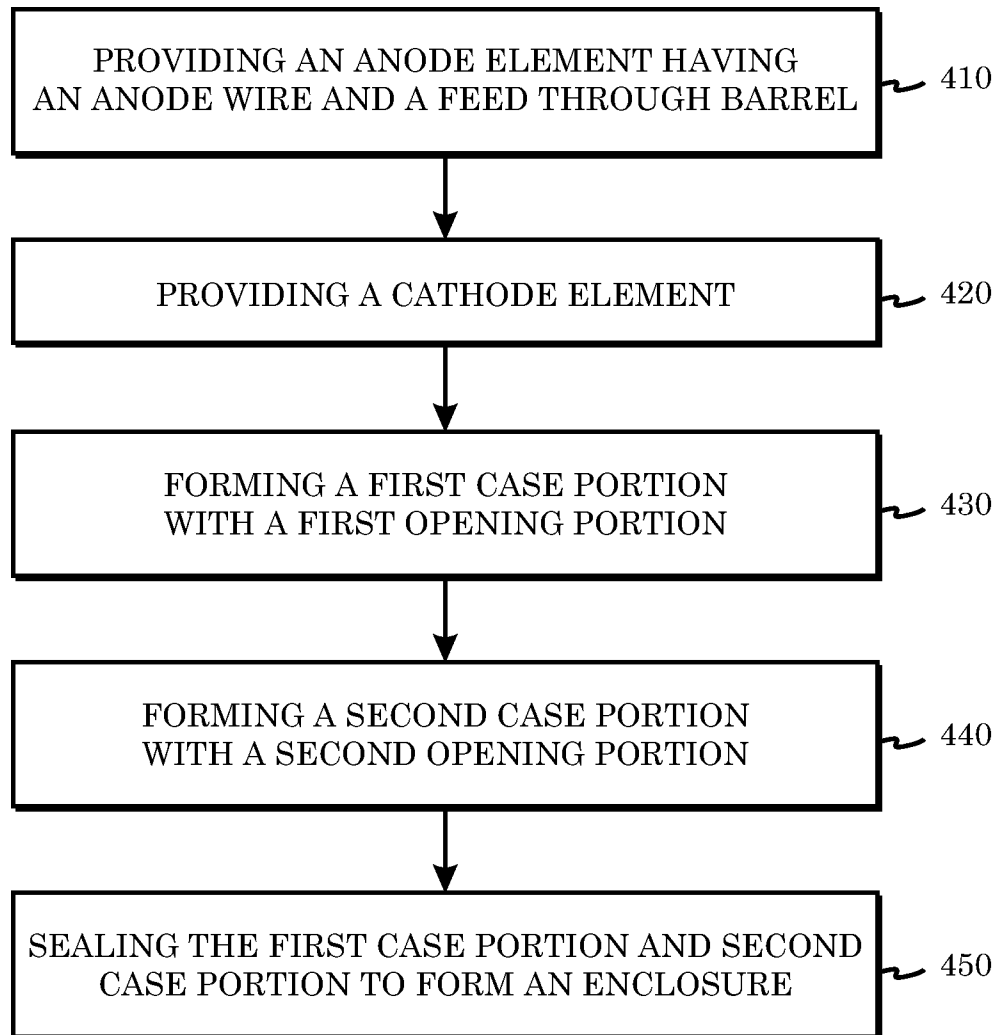 PROVIDING AN ANODE ELEMENT HAVING
AN ANODE WIRE AND A FEED THROUGH BARREL
410
PROVIDING A CATHODE ELEMENT
420
FORMING A FIRST CASE PORTION
WITH A FIRST OPENING PORTION
430
FORMING A SECOND CASE PORTION
WITH A SECOND OPENING PORTION
440
SEALING THE FIRST CASE PORTION AND SECOND
CASE PORTION TO FORM AN ENCLOSURE
450